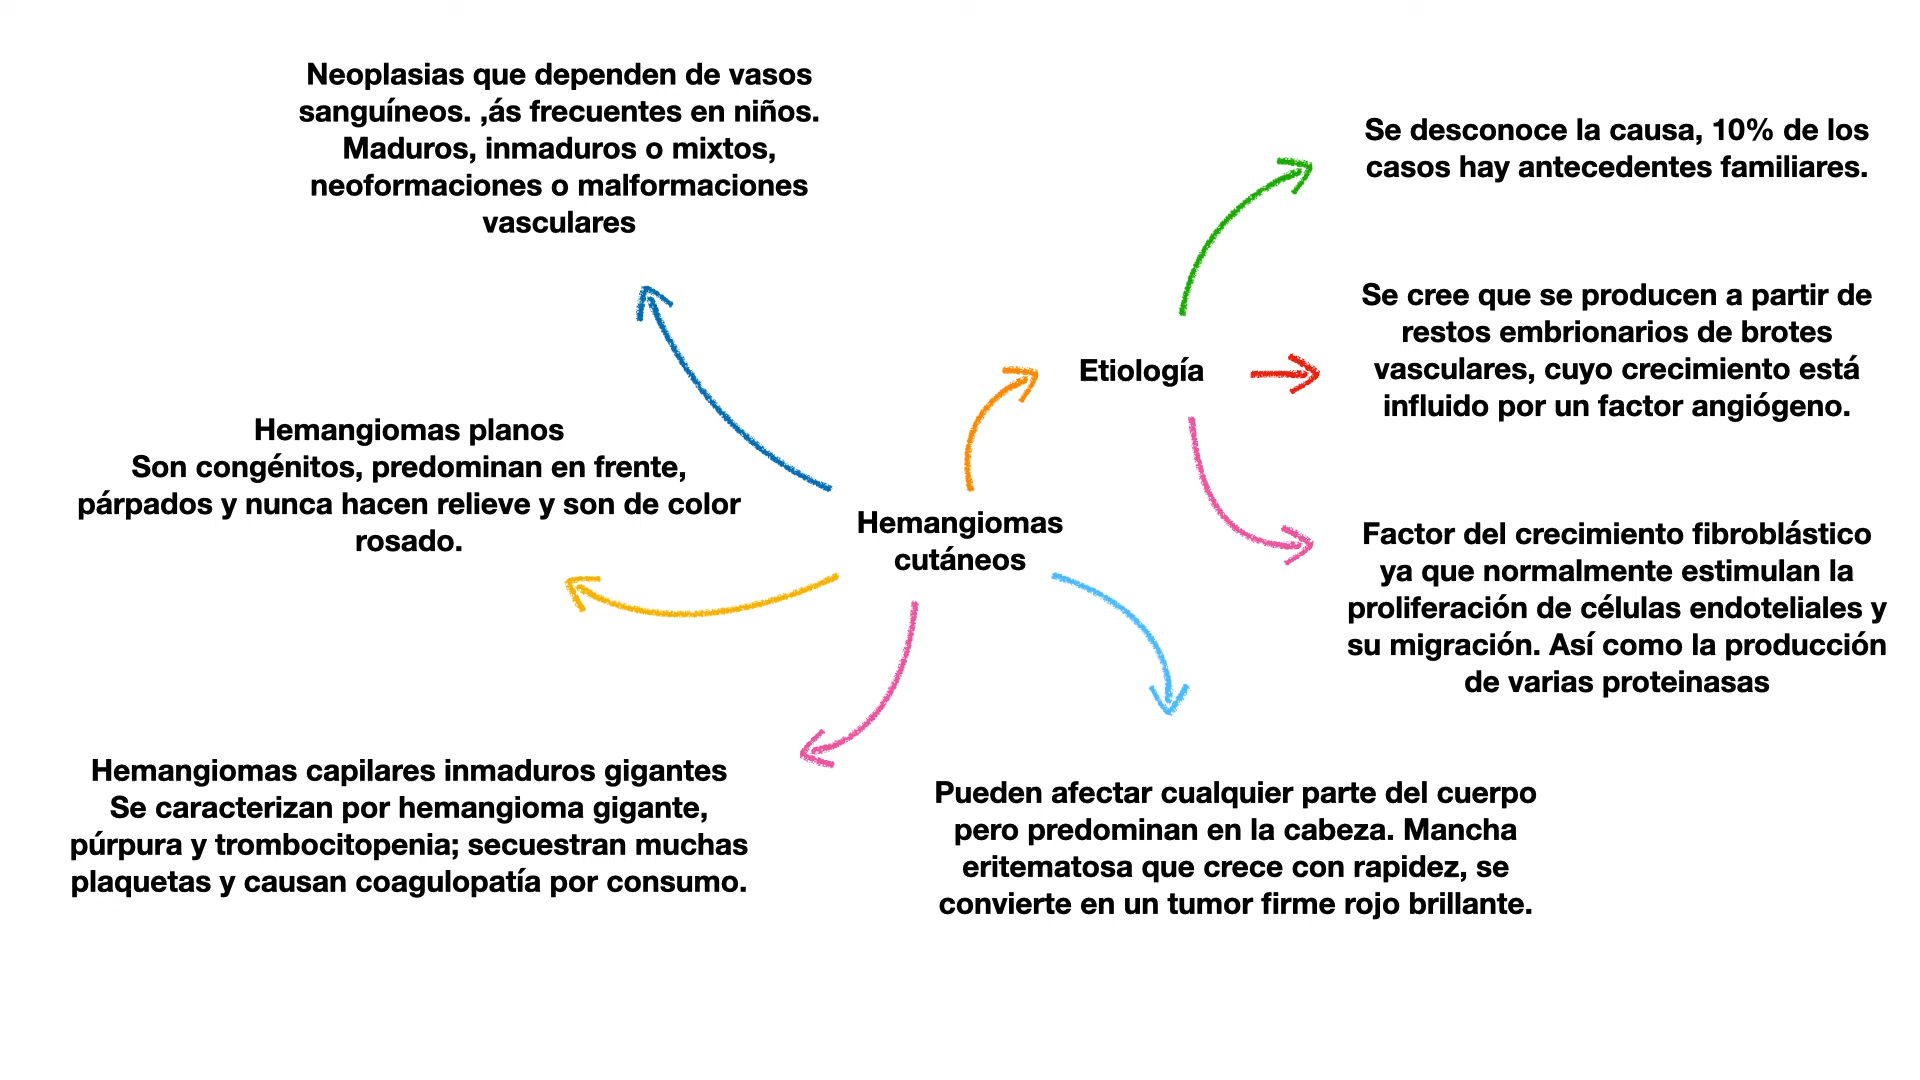 Neoplasias que dependen de vasos
sanguíneos. ,ás frecuentes en niños.
Maduros, inmaduros o mixtos,
neoformaciones o malformaciones
vasculares
Se desconoce la causa, 10% de los
casos hay antecedentes familiares.
Se cree que se producen a partir de
restos embrionarios de brotes
vasculares, cuyo crecimiento está
influido por un factor angiógeno.
Etiología
Hemangiomas planos
Son congénitos, predominan en frente,
párpados y nunca hacen relieve y son de color
rosado.
Hemangiomas
cutáneos
Factor del crecimiento fibroblástico
ya que normalmente estimulan la
proliferación de células endoteliales y
su migración. Así como la producción
de varias proteinasas
Hemangiomas capilares inmaduros gigantes
Se caracterizan por hemangioma gigante,
púrpura y trombocitopenia; secuestran muchas
plaquetas y causan coagulopatía por consumo.
Pueden afectar cualquier parte del cuerpo
pero predominan en la cabeza. Mancha
eritematosa que crece con rapidez, se
convierte en un tumor firme rojo brillante.